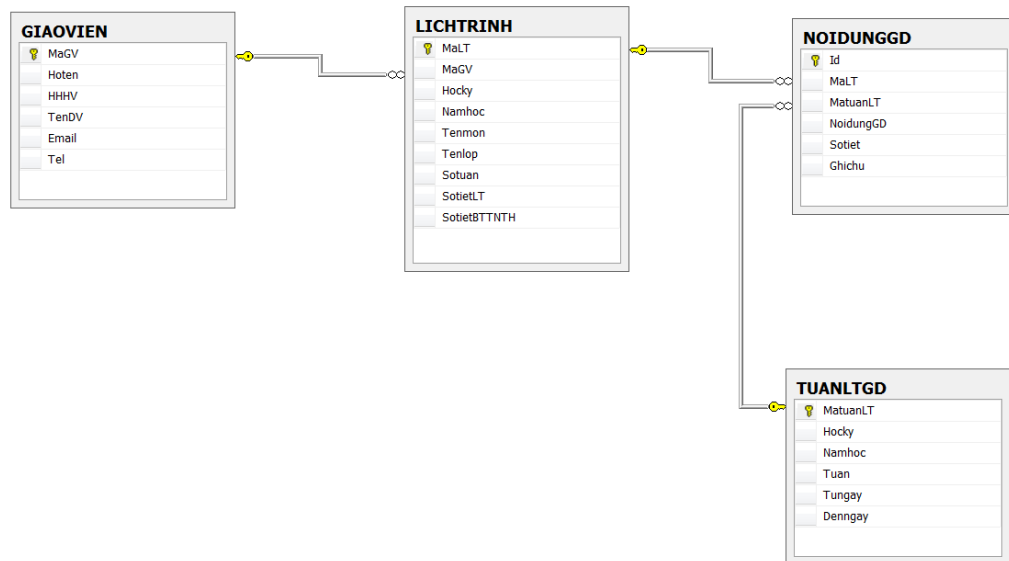 GIAOVIEN
MaGV
Hoten
HHHV
TenDV
Email
Tel
LICHTRINH
MaLT
MaGV
Hocky
Namhoc
Tenmon
Tenlop
Sotuan
SotietLT
SotietBTTNTH
NOIDUNGGD
Id
MaLT
MatuanLT
NoidungGD
Sotiet
Ghichu
TUANLTGD
MatuanLT
Hocky
Namhoc
Tuan
Tungay
Denngay